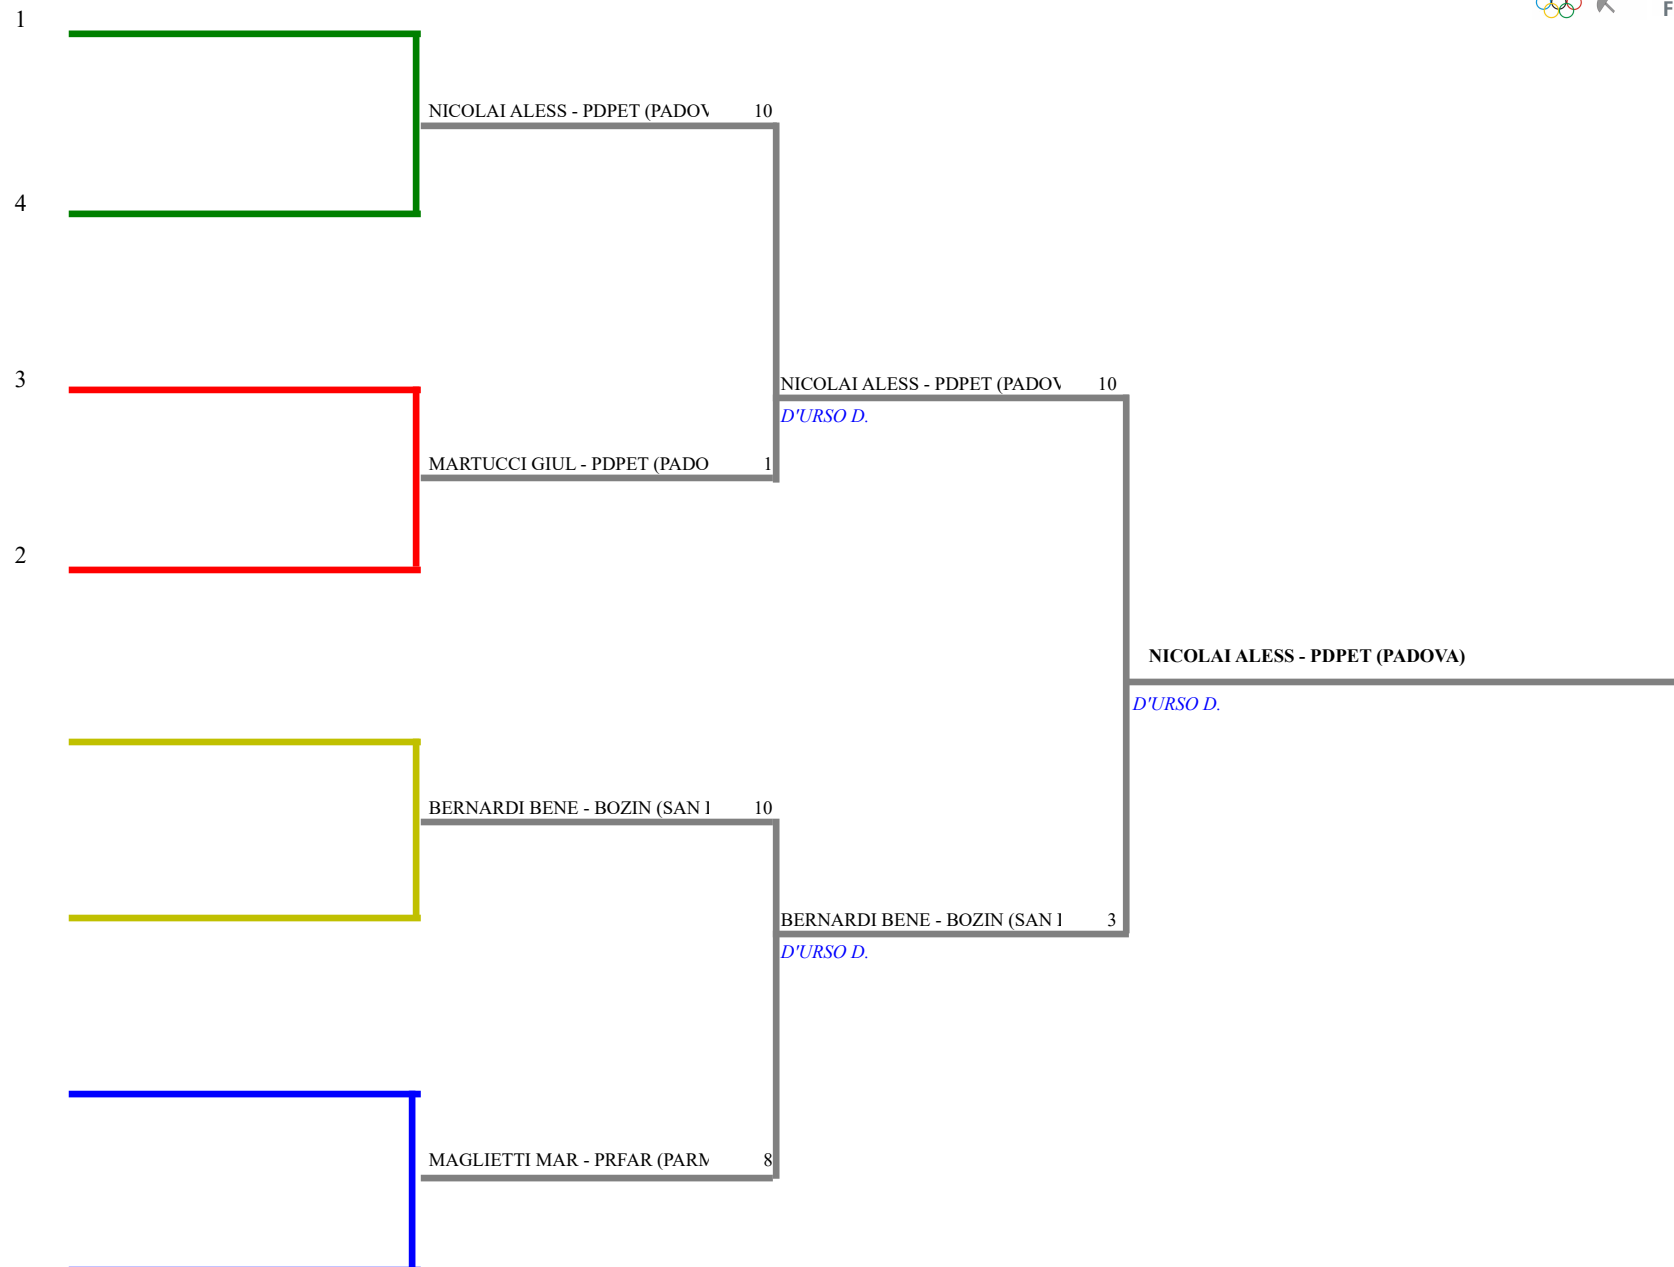 1
F
NICOLAI ALESS - PDPET (PADOV 10
4
3
NICOLAI ALESS - PDPET (PADOV 10
D'URSO D.
MARTUCCI GIUL - PDPET (PADO 1
2
NICOLAI ALESS - PDPET (PADOVA)
D'URSO D.
BERNARDI BENE - BOZIN (SAN 10
BERNARDI BENE - BOZIN (SAN 3
D'URSO D.
MAGLIETTI MAR - PRFAR (PARM 8